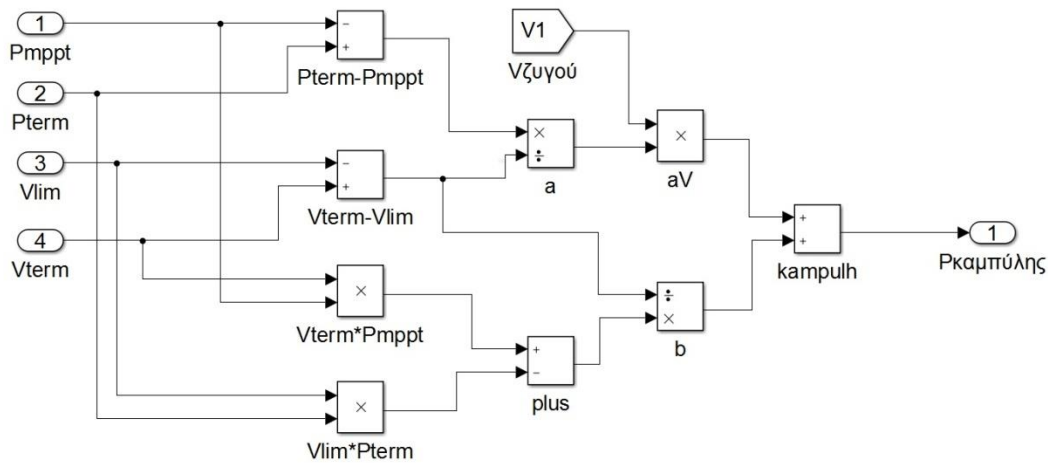 1
Pmppt
2
Pterm
3
Vlim
4
Vterm
−
+
Pterm-Pmppt
−
+
Vterm-Vlim
×
Vterm*Pmppt
×
Vlim*Pterm
V1
Vζυγού
×
÷
a
×
aV
+
−
plus
÷
×
b
+
+
kampulh
1
Pκαμπύλης